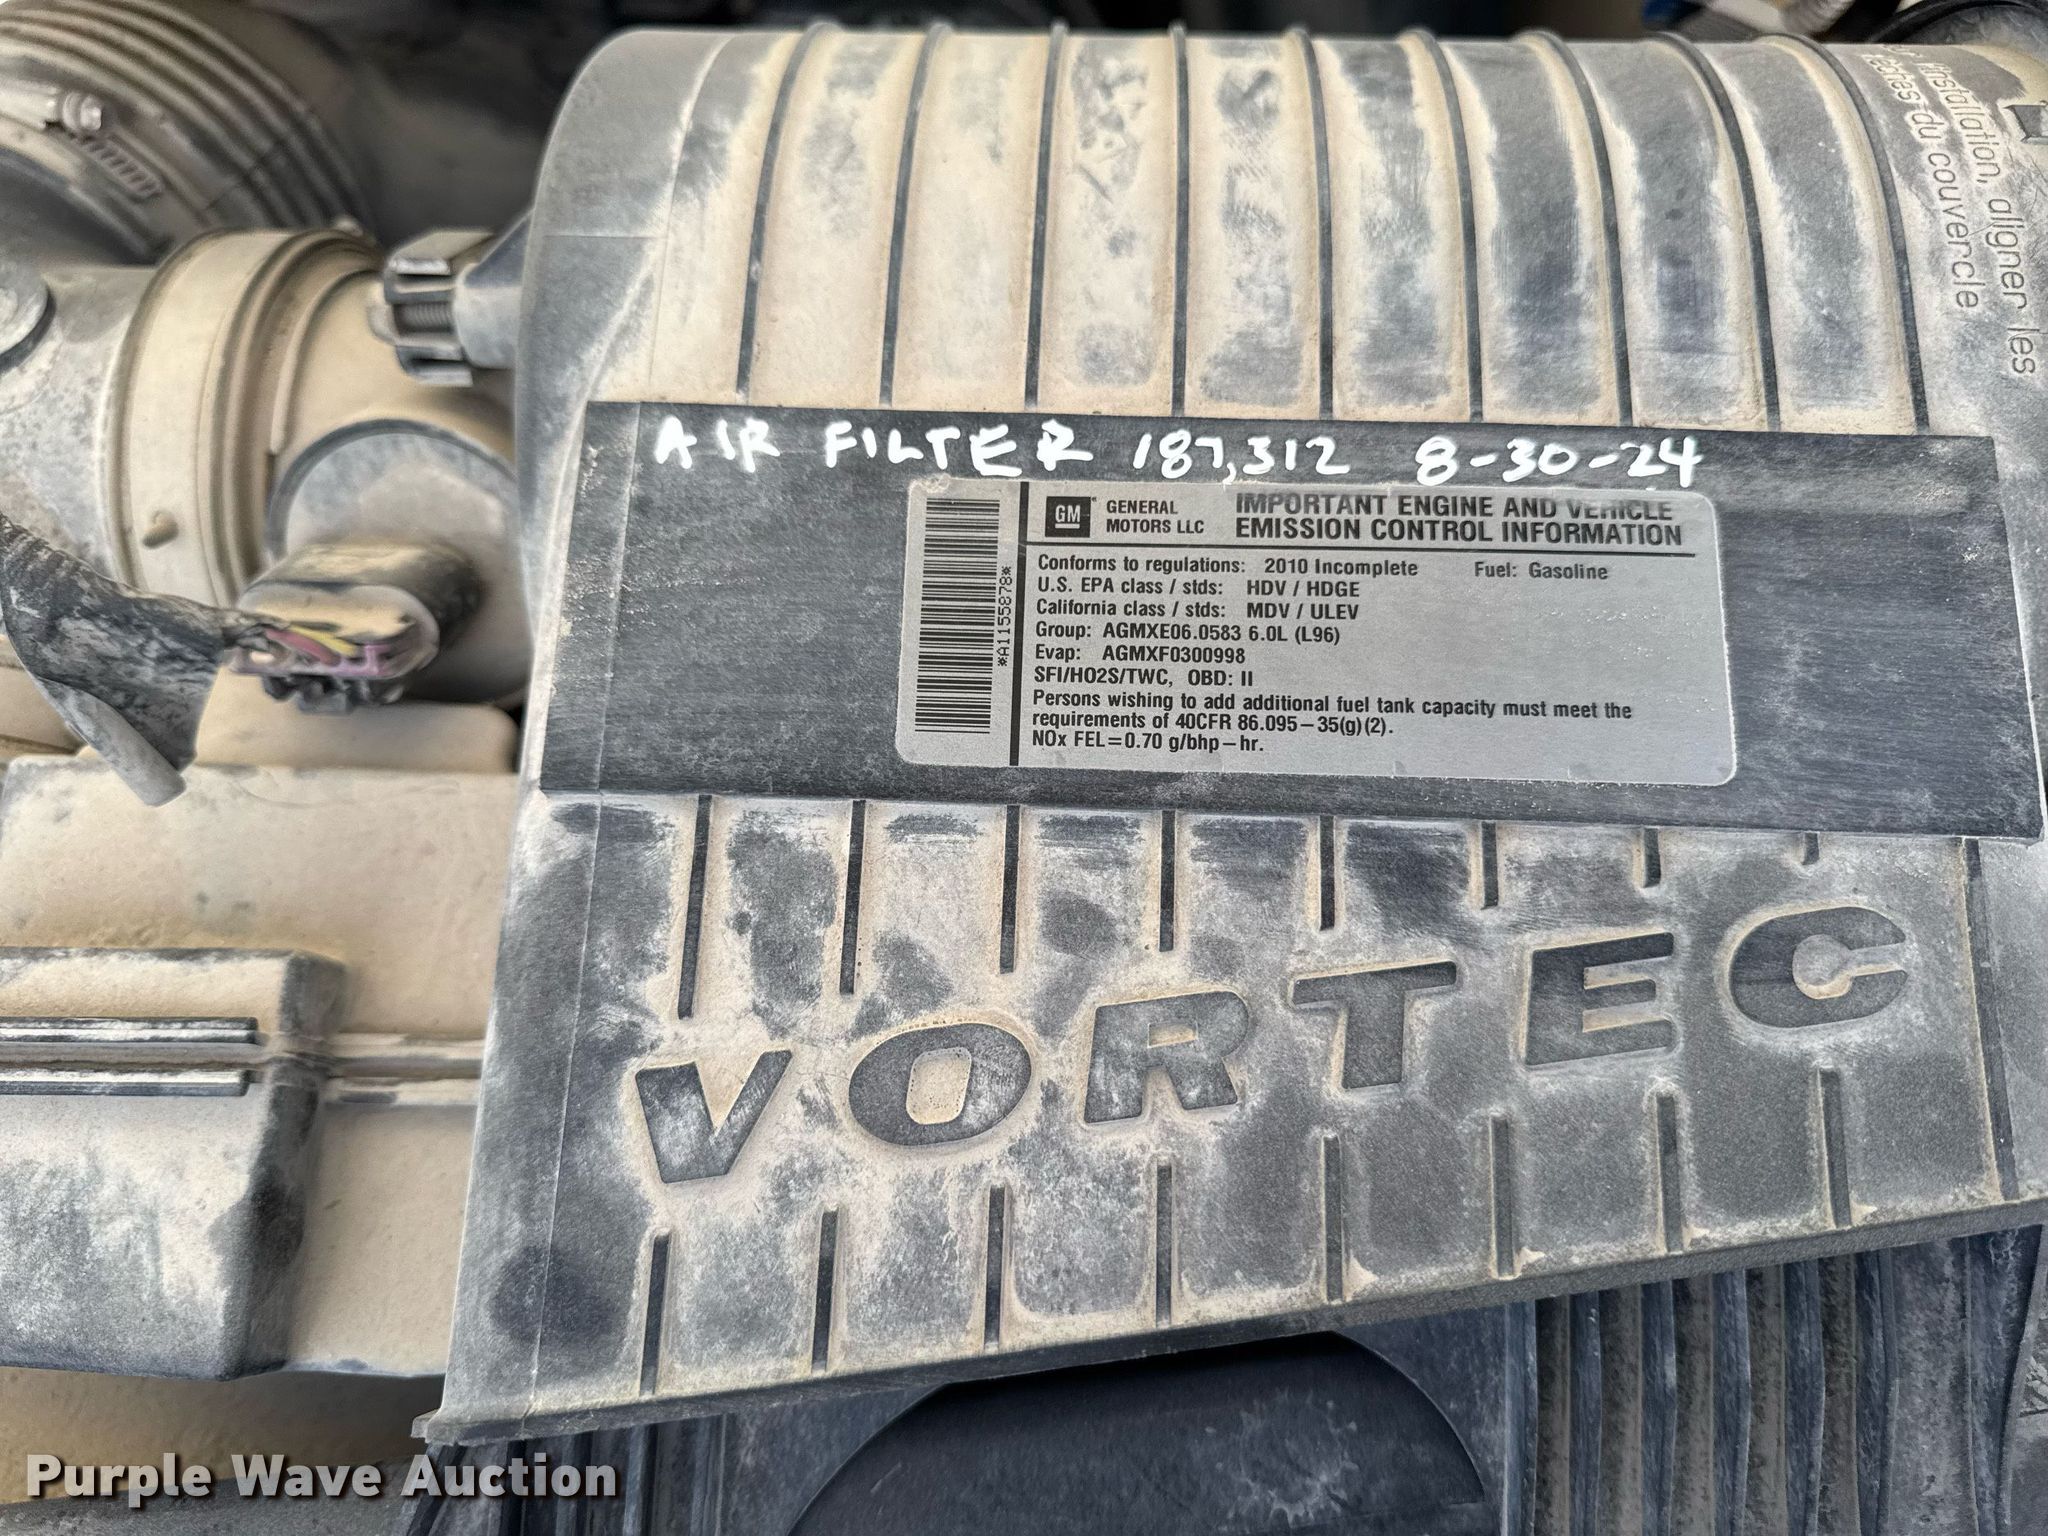 l'installation, aligner les
du couvercle
AIR FILTER 187,312 8-30-24
GM GENERAL MOTORS LLC
IMPORTANT ENGINE AND VEHICLE
EMISSION CONTROL INFORMATION
*A115587B*
Conforms to regulations: 2010 Incomplete Fuel: Gasoline
U.S. EPA class / stds: HDV / HDGE
California class / stds: MDV / ULEV
Group: AGMXE06.0583 6.0L (L96)
Evap: AGMXF0300998
SFI/HO2S/TWC, OBD: II
Persons wishing to add additional fuel tank capacity must meet the
requirements of 40CFR 86.095-35(g)(2).
NOx FEL=0.70 g/bhp-hr.
VORTEC
Purple Wave Auction